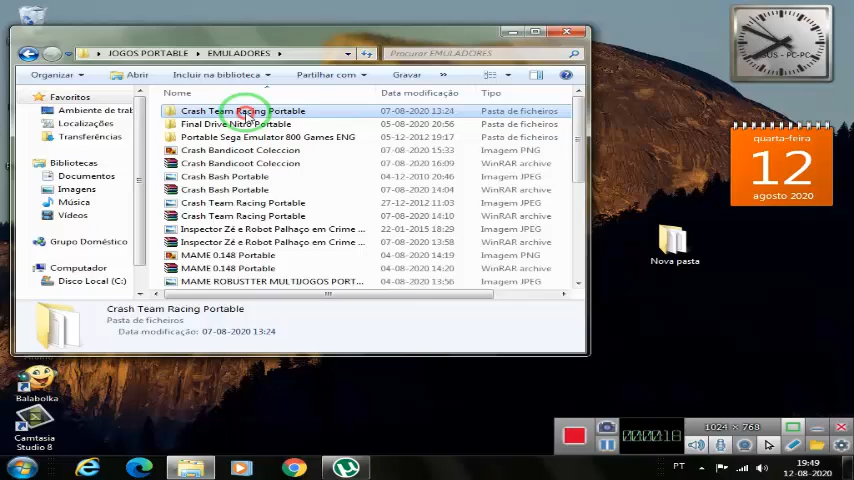 JOGOS PORTABLE ▸ EMULADORES ▸
Procurar EMULADORES
Organizar Abrir Incluir na biblioteca Partilhar com Gravar »
Nome Data modificação Tipo
Favoritos
Ambiente de trab
Localizações
Transferências
Bibliotecas
Documentos
Imagens
Música
Vídeos
Grupo Doméstico
Computador
Disco Local (C:)
Crash Team Racing Portable 07-08-2020 13:24 Pasta de ficheiros
Final Drive Nitro Portable 05-08-2020 20:56 Pasta de ficheiros
Portable Sega Emulator 800 Games ENG 05-12-2012 19:17 Pasta de ficheiros
Crash Bandicoot Coleccion 07-08-2020 15:33 Imagem PNG
Crash Bandicoot Coleccion 07-08-2020 16:09 WinRAR archive
Crash Bash Portable 04-12-2010 20:46 Imagem JPEG
Crash Bash Portable 07-08-2020 14:04 WinRAR archive
Crash Team Racing Portable 27-12-2012 11:03 Imagem JPEG
Crash Team Racing Portable 07-08-2020 14:10 WinRAR archive
Inspector Zé e Robot Palhaço em Crime ... 22-01-2015 18:29 Imagem JPEG
Inspector Zé e Robot Palhaço em Crime ... 07-08-2020 13:58 WinRAR archive
MAME 0.148 Portable 04-08-2020 14:19 Imagem PNG
MAME 0.148 Portable 04-08-2020 14:20 WinRAR archive
MAME ROBUSTTER MULTIJOGOS PORT... 04-08-2020 13:56 Imagem JPEG
Crash Team Racing Portable
Pasta de ficheiros
Data modificação: 07-08-2020 13:24
quarta-feira
12
agosto 2020
Nova pasta
Balabolka
Camtasia
Studio 8
1024 × 768
PT
19:49
12-08-2020